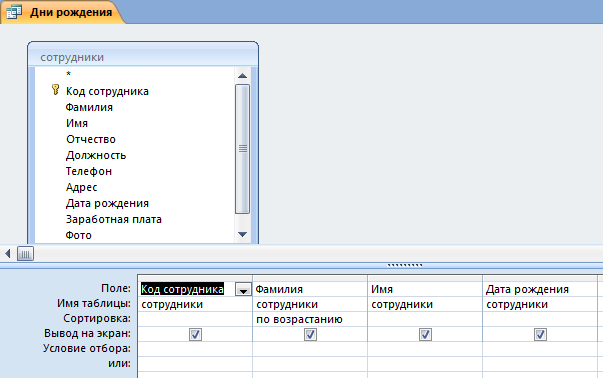 Дни рождения
сотрудники
*
Код сотрудника
Фамилия
Имя
Отчество
Должность
Телефон
Адрес
Дата рождения
Заработная плата
Фото
Поле: Код сотрудника Фамилия Имя Дата рождения
Имя таблицы: сотрудники сотрудники сотрудники сотрудники
Сортировка: по возрастанию
Вывод на экран:
Условие отбора:
или: